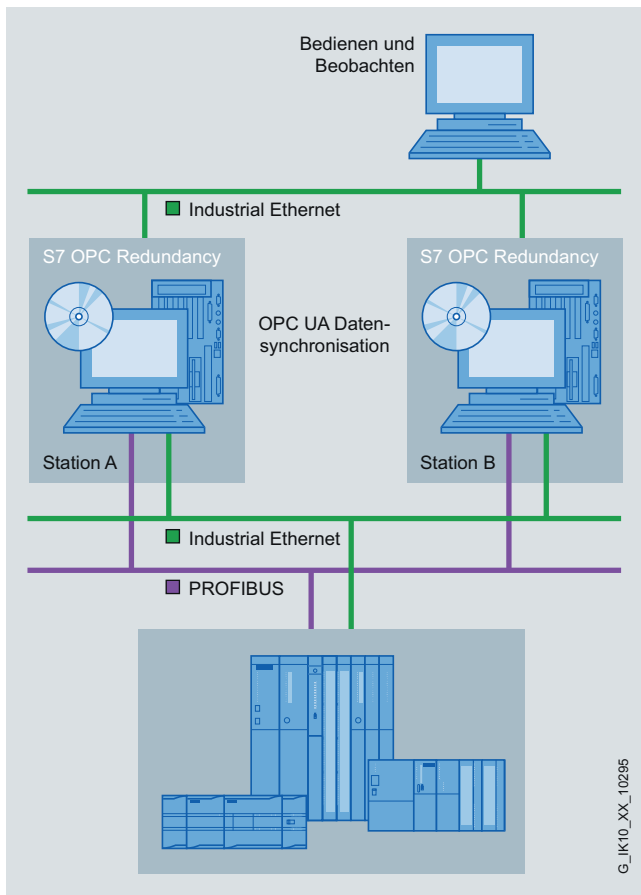 Bedienen und
Beobachten
Industrial Ethernet
S7 OPC Redundancy
S7 OPC Redundancy
OPC UA Daten-
synchronisation
Station A
Station B
Industrial Ethernet
PROFIBUS
G_IK10_XX_10295